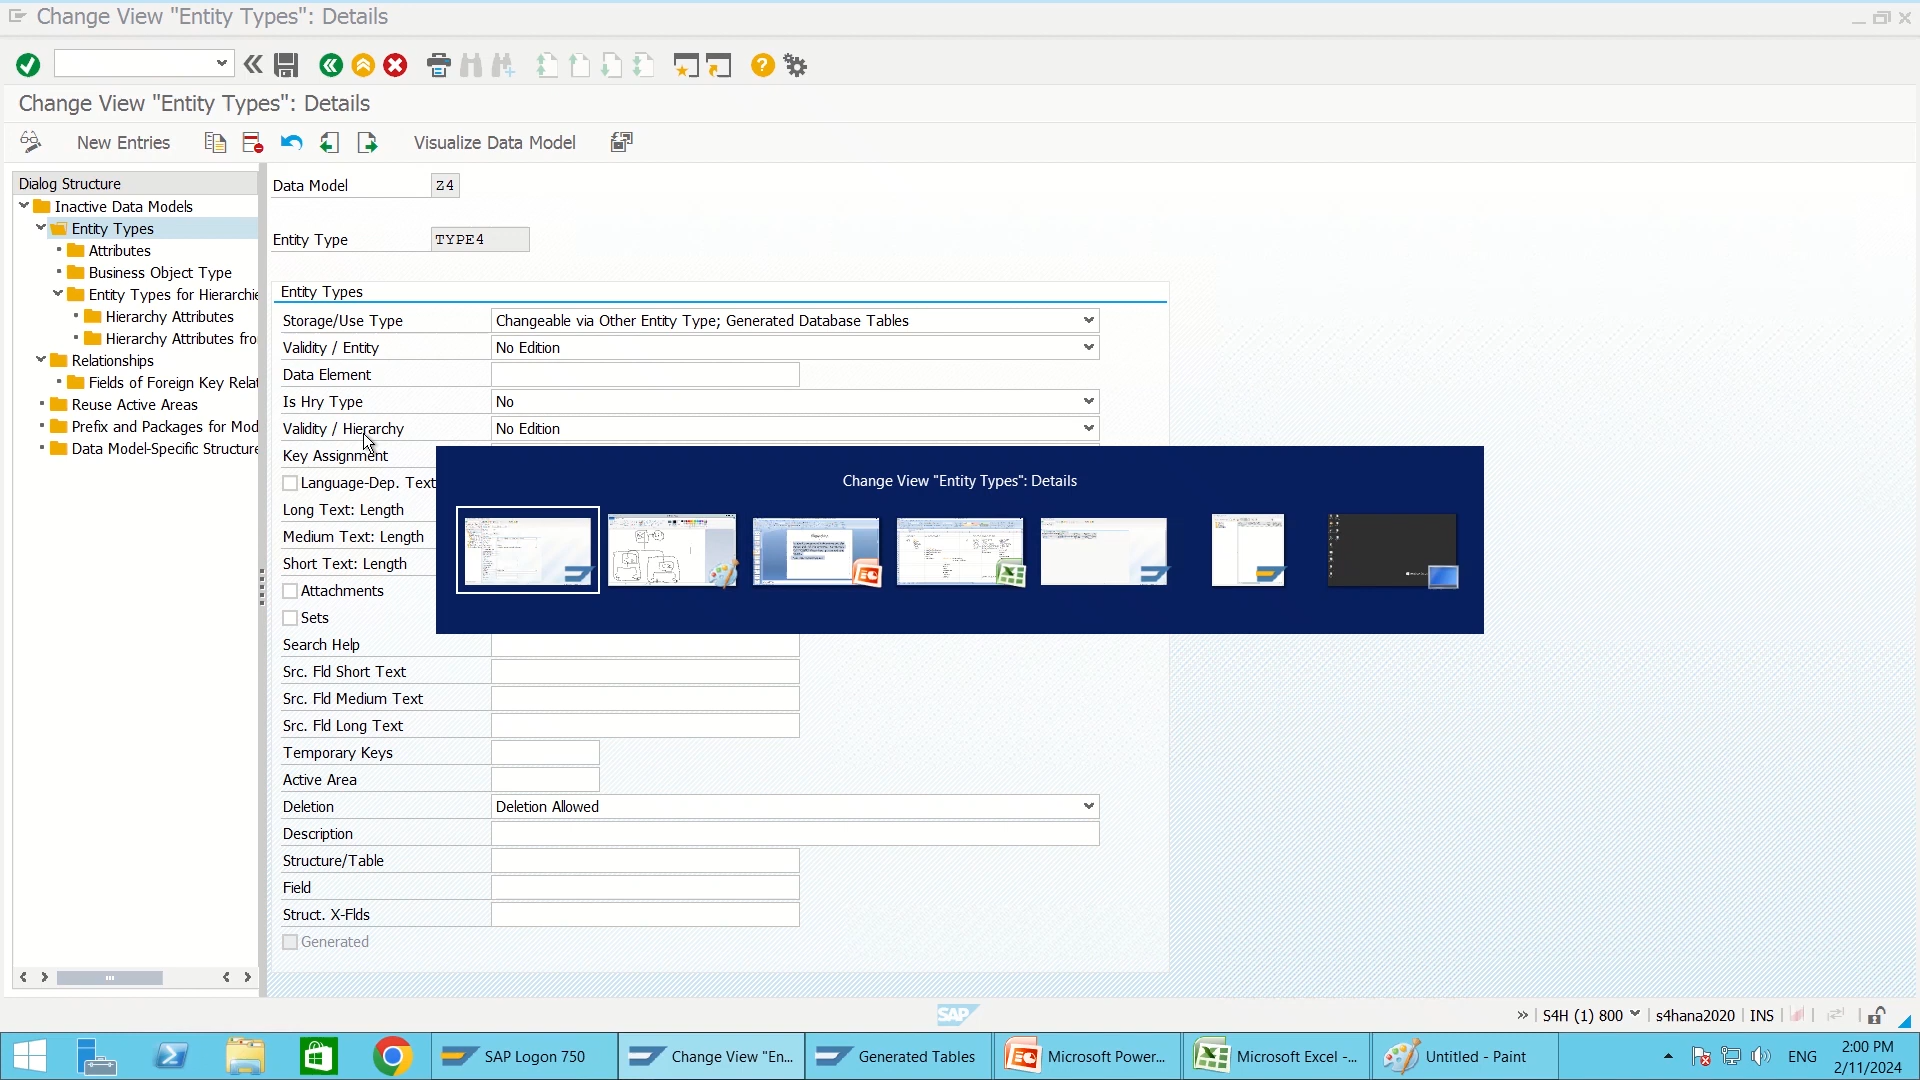 Change View "Entity Types": Details
Change View "Entity Types": Details
New Entries
Visualize Data Model
Dialog Structure
Inactive Data Models
Entity Types
Attributes
Business Object Type
Entity Types for Hierarchie
Hierarchy Attributes
Hierarchy Attributes fro
Relationships
Fields of Foreign Key Relat
Reuse Active Areas
Prefix and Packages for Mod
Data Model-Specific Structure
Data Model Z4
Entity Type TYPE4
Entity Types
Storage/Use Type Changeable via Other Entity Type; Generated Database Tables
Validity / Entity No Edition
Data Element
Is Hry Type No
Validity / Hierarchy No Edition
Key Assignment
Language-Dep. Text
Long Text: Length
Medium Text: Length
Short Text: Length
Attachments
Sets
Search Help
Src. Fld Short Text
Src. Fld Medium Text
Src. Fld Long Text
Temporary Keys
Active Area
Deletion Deletion Allowed
Description
Structure/Table
Field
Struct. X-Flds
Generated
Change View "Entity Types": Details
SAP
S4H (1) 800 s4hana2020 INS
SAP Logon 750
Change View "En...
Generated Tables
Microsoft Power...
Microsoft Excel -...
Untitled - Paint
ENG
2:00 PM
2/11/2024